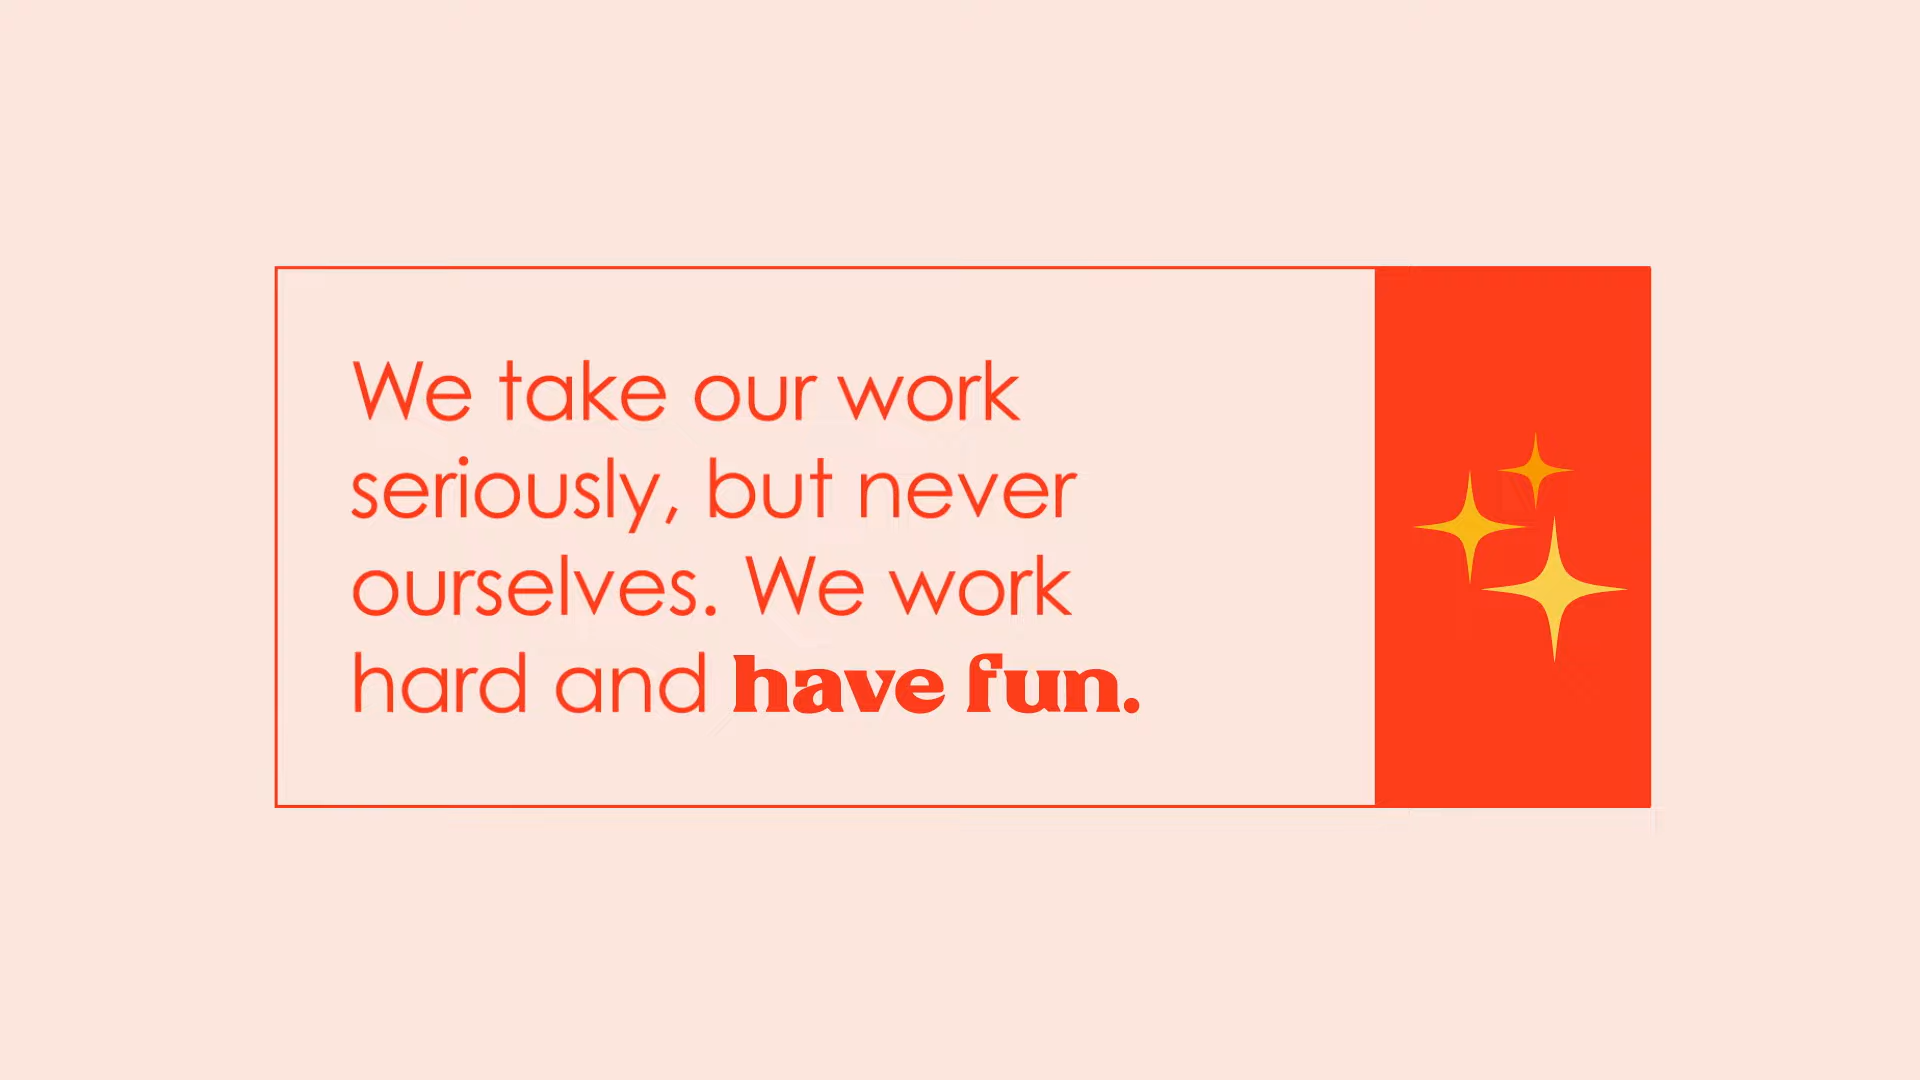 We take our work
seriously, but never
ourselves. We work
hard and have fun.